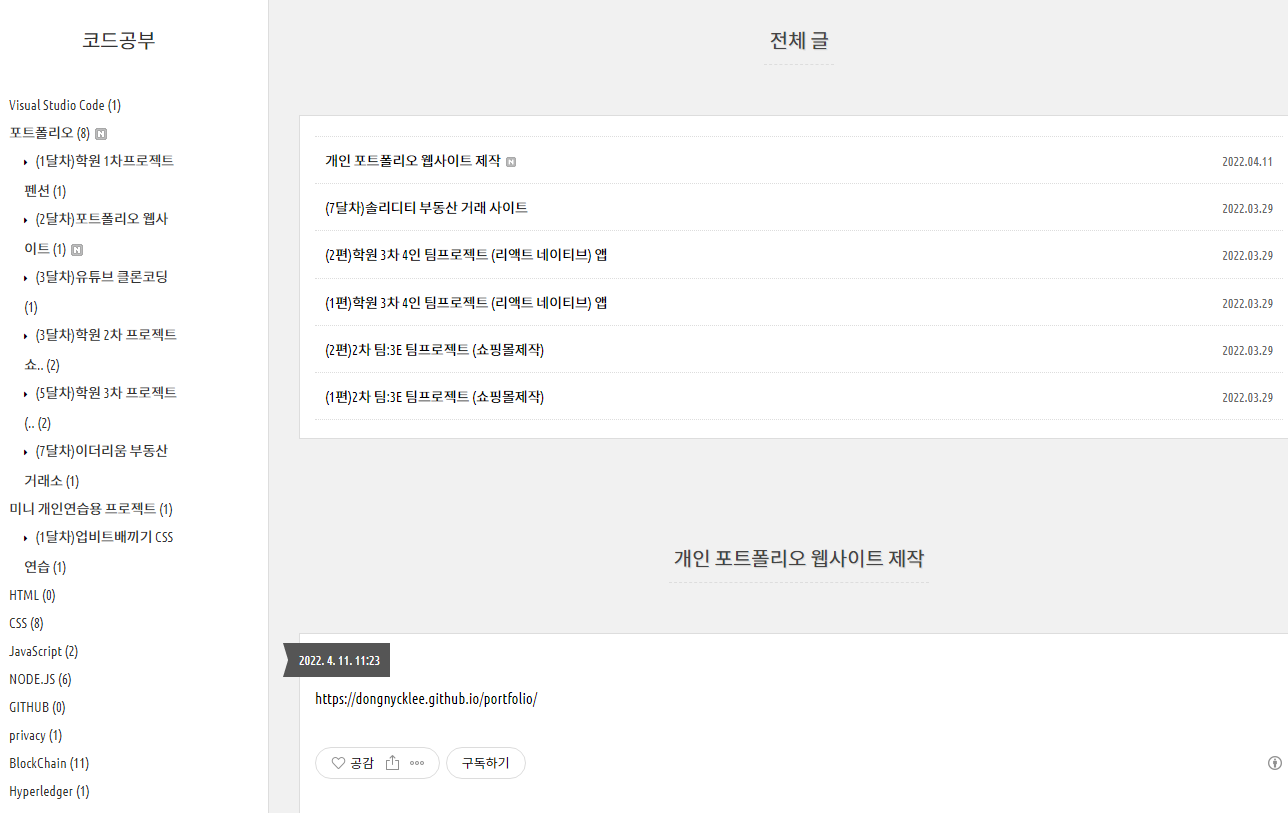 코드공부
Visual Studio Code (1)
포트폴리오 (8) N
(1달차)학원 1차프로젝트
펜션 (1)
(2달차)포트폴리오 웹사
이트 (1) N
(3달차)유튜브 클론코딩
(1)
(3달차)학원 2차 프로젝트
쇼.. (2)
(5달차)학원 3차 프로젝트
(.. (2)
(7달차)이더리움 부동산
거래소 (1)
미니 개인연습용 프로젝트 (1)
(1달차)업비트배끼기 CSS
연습 (1)
HTML (0)
CSS (8)
JavaScript (2)
NODE.JS (6)
GITHUB (0)
privacy (1)
BlockChain (11)
Hyperledger (1)
전체 글
개인 포트폴리오 웹사이트 제작 N 2022.04.11
(7달차)솔리디티 부동산 거래 사이트 2022.03.29
(2편)학원 3차 4인 팀프로젝트 (리액트 네이티브) 앱 2022.03.29
(1편)학원 3차 4인 팀프로젝트 (리액트 네이티브) 앱 2022.03.29
(2편)2차 팀:3E 팀프로젝트 (쇼핑몰제작) 2022.03.29
(1편)2차 팀:3E 팀프로젝트 (쇼핑몰제작) 2022.03.29
개인 포트폴리오 웹사이트 제작
2022. 4. 11. 11:23
https://dongnycklee.github.io/portfolio/
공감 구독하기